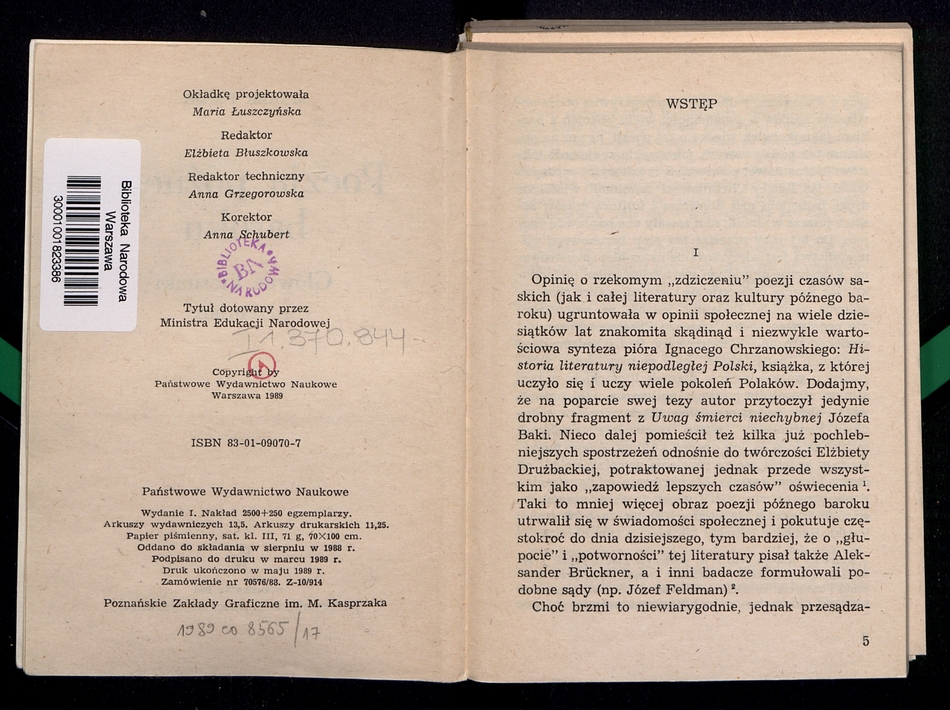 Okładkę projektowała
Maria Łuszczyńska
Redaktor
Elżbieta Błuszkowska
Redaktor techniczny
Anna Grzegorowska
Korektor
Anna Schubert
BIBLIOTEKA NARODOWA
BN
Biblioteka Narodowa
Warszawa
30001001823386
Tytuł dotowany przez
Ministra Edukacji Narodowej
II 1.370.844
Copyright by
Państwowe Wydawnictwo Naukowe
Warszawa 1989
ISBN 83-01-09070-7
Państwowe Wydawnictwo Naukowe
Wydanie I. Nakład 2500+250 egzemplarzy.
Arkuszy wydawniczych 13,5. Arkuszy drukarskich 11,25.
Papier piśmienny, sat. kl. III, 71 g, 70×100 cm.
Oddano do składania w sierpniu w 1988 r.
Podpisano do druku w marcu 1989 r.
Druk ukończono w maju 1989 r.
Zamówienie nr 70576/88. Z-10/914
Poznańskie Zakłady Graficzne im. M. Kasprzaka
1989 co 8565/17
WSTĘP
I
Opinię o rzekomym „zdziczeniu” poezji czasów sa-
skich (jak i całej literatury oraz kultury późnego ba-
roku) ugruntowała w opinii społecznej na wiele dzie-
siątków lat znakomita skądinąd i niezwykle warto-
ściowa synteza pióra Ignacego Chrzanowskiego: Hi-
storia literatury niepodległej Polski, książka, z której
uczyło się i uczy wiele pokoleń Polaków. Dodajmy,
że na poparcie swej tezy autor przytoczył jedynie
drobny fragment z Uwag śmierci niechybnej Józefa
Baki. Nieco dalej pomieścił też kilka już pochleb-
niejszych spostrzeżeń odnośnie do twórczości Elżbiety
Drużbackiej, potraktowanej jednak przede wszyst-
kim jako „zapowiedź lepszych czasów” oświecenia ¹.
Taki to mniej więcej obraz poezji późnego baroku
utrwalił się w świadomości społecznej i pokutuje czę-
stokroć do dnia dzisiejszego, tym bardziej, że o „głu-
pocie” i „potworności” tej literatury pisał także Alek-
sander Brückner, a i inni badacze formułowali po-
dobne sądy (np. Józef Feldman) ².
Choć brzmi to niewiarygodnie, jednak przesądza-
5